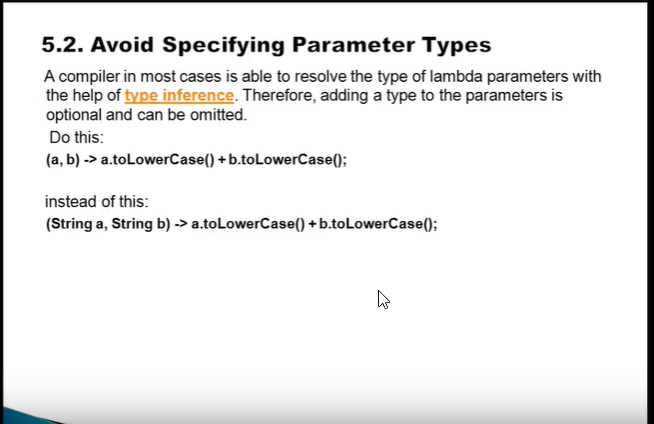 5.2. Avoid Specifying Parameter Types
A compiler in most cases is able to resolve the type of lambda parameters with
the help of type inference. Therefore, adding a type to the parameters is
optional and can be omitted.
Do this:
(a, b) -> a.toLowerCase() + b.toLowerCase();
instead of this:
(String a, String b) -> a.toLowerCase() + b.toLowerCase();